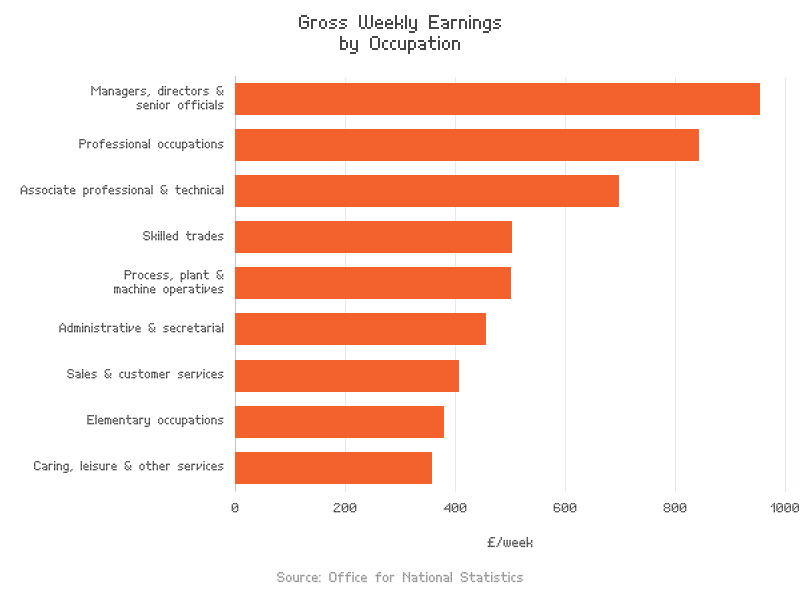 Gross Weekly Earnings
by Occupation
Managers, directors &
senior officials
Professional occupations
Associate professional & technical
Skilled trades
Process, plant &
machine operatives
Administrative & secretarial
Sales & customer services
Elementary occupations
Caring, leisure & other services
0 200 400 600 800 1000
£/week
Source: Office for National Statistics